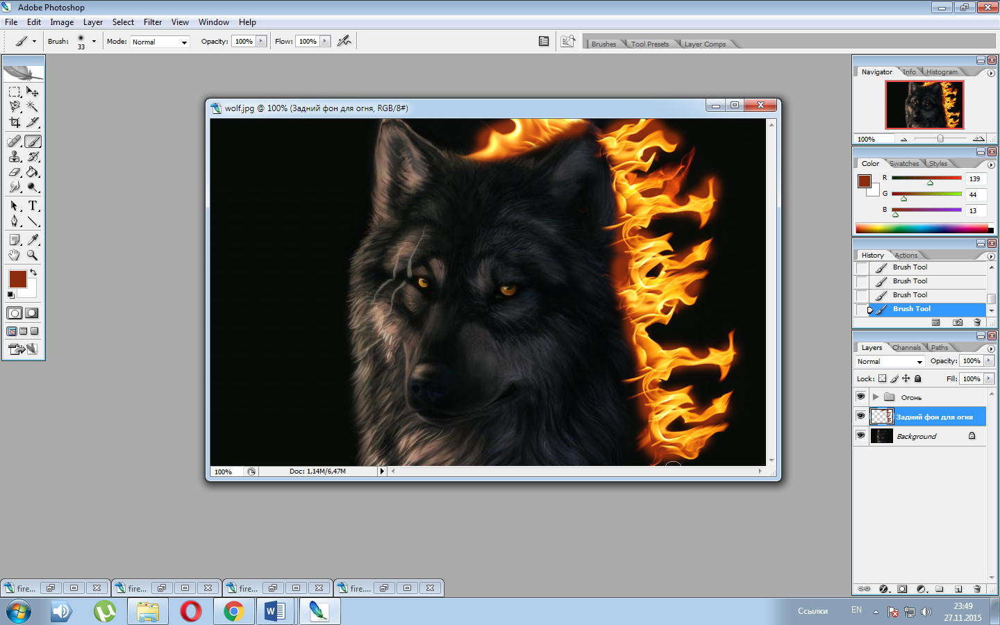 Adobe Photoshop
File Edit Image Layer Select Filter View Window Help
Brush: 33 Mode: Normal Opacity: 100% Flow: 100% Brushes Tool Presets Layer Comps
wolf.jpg @ 100% (Задний фон для огня, RGB/8#)
100% Doc: 1,14M/6,47M
Navigator Info Histogram
100%
Color Swatches Styles
R 139
G 44
B 13
History Actions
Brush Tool
Brush Tool
Brush Tool
Brush Tool
Layers Channels Paths
Normal Opacity: 100%
Lock: Fill: 100%
Огонь
Задний фон для огня
Background
fire... fire... fire... fire....
Ссылки EN 23:49
27.11.2015